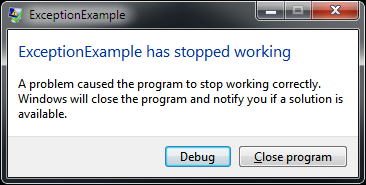 ExceptionExample
ExceptionExample has stopped working
A problem caused the program to stop working correctly.
Windows will close the program and notify you if a solution is
available.
Debug
Close program